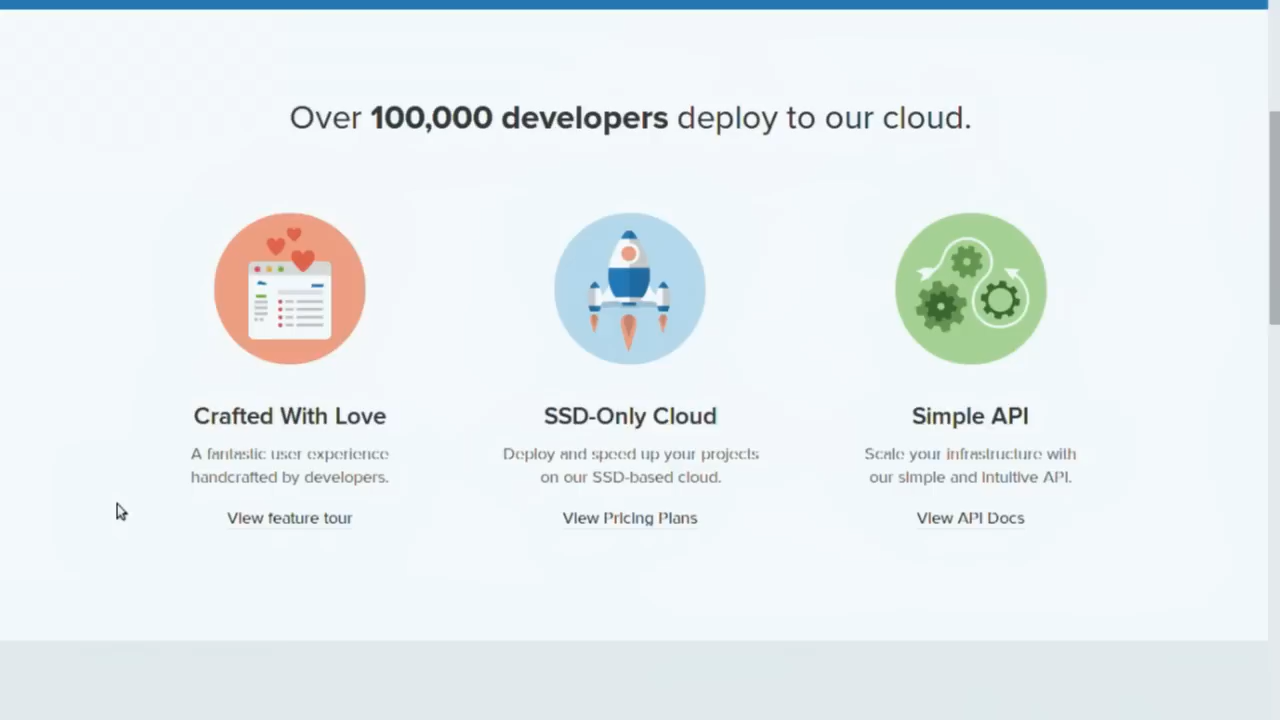 Over 100,000 developers deploy to our cloud.
Crafted With Love
A fantastic user experience
handcrafted by developers.
View feature tour
SSD-Only Cloud
Deploy and speed up your projects
on our SSD-based cloud.
View Pricing Plans
Simple API
Scale your infrastructure with
our simple and intuitive API.
View API Docs